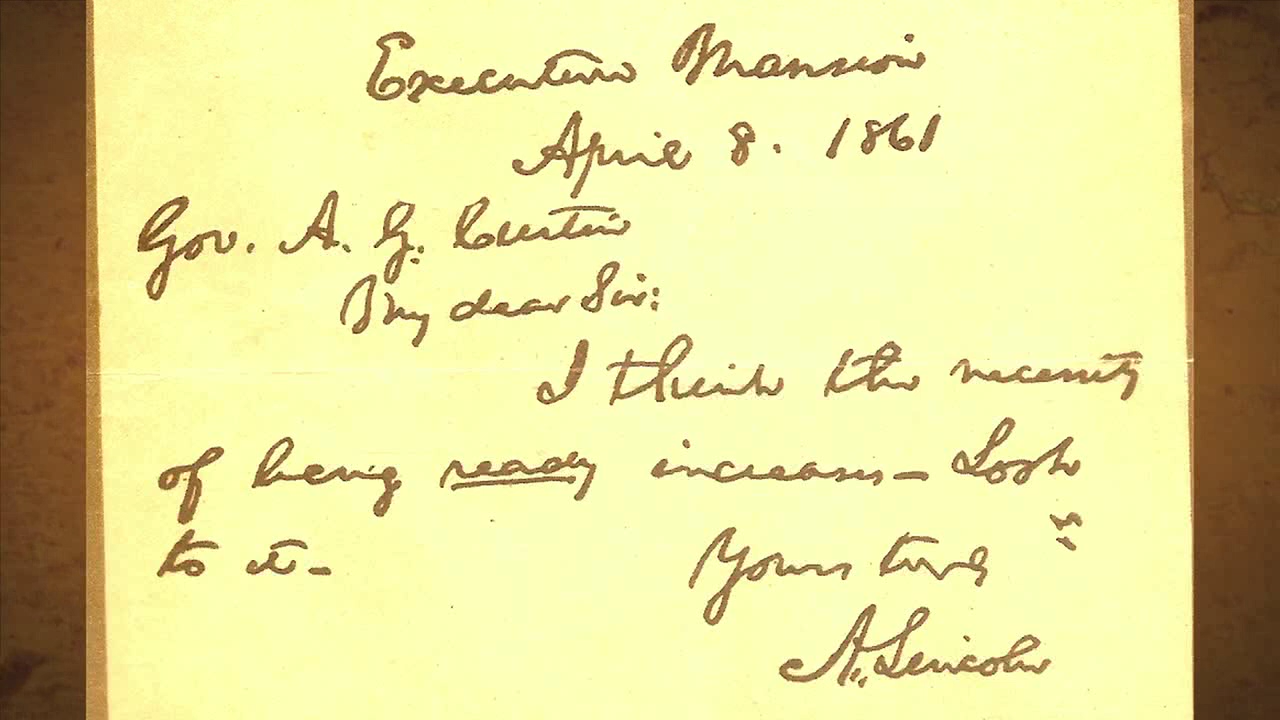 Executive Mansion
April 8. 1861
Gov. A. G. Curtin
My dear Sir:
I think the necessity
of being ready increases— Look
to it—
Yours truly
A. Lincoln